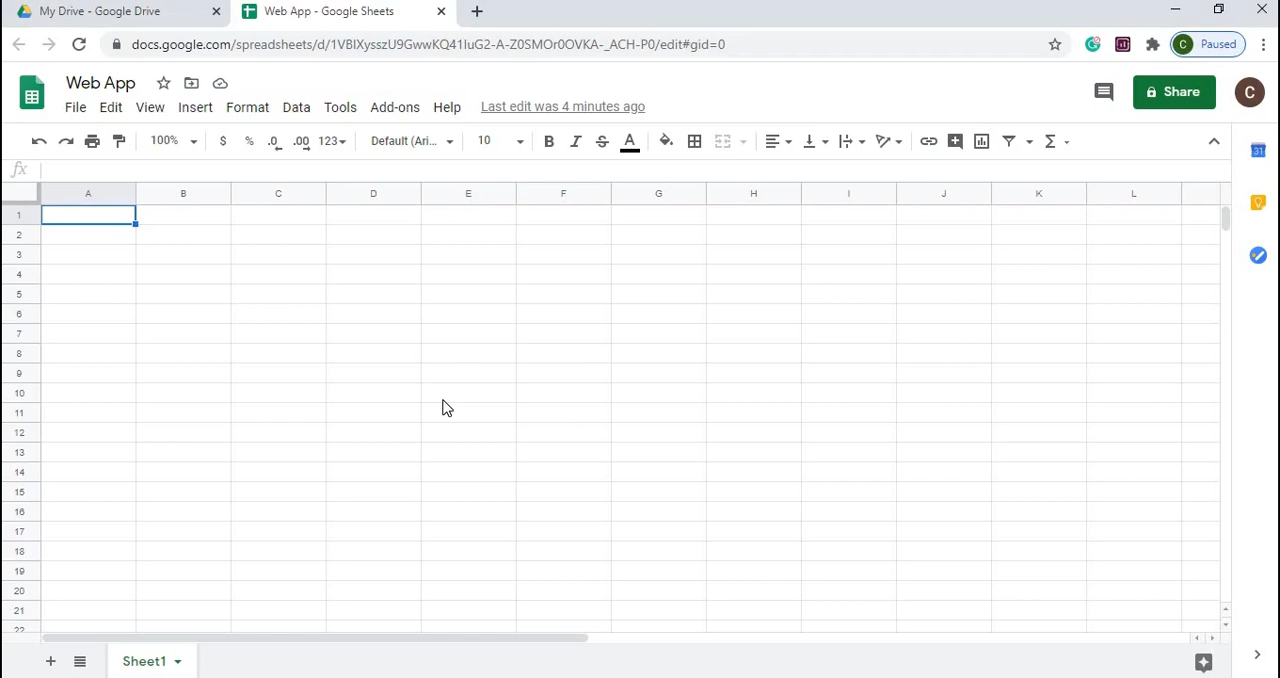 My Drive - Google Drive
Web App - Google Sheets
docs.google.com/spreadsheets/d/1VBlXysszU9GwwKQ41IuG2-A-Z0SMOr0OVKA-_ACH-P0/edit#gid=0
C Paused
Web App
File Edit View Insert Format Data Tools Add-ons Help Last edit was 4 minutes ago
Share
C
100% $ % .0 .00 123 Default (Ari... 10 B I S A Σ
31
fx
A B C D E F G H I J K L
1
2
3
4
5
6
7
8
9
10
11
12
13
14
15
16
17
18
19
20
21
22
Sheet1